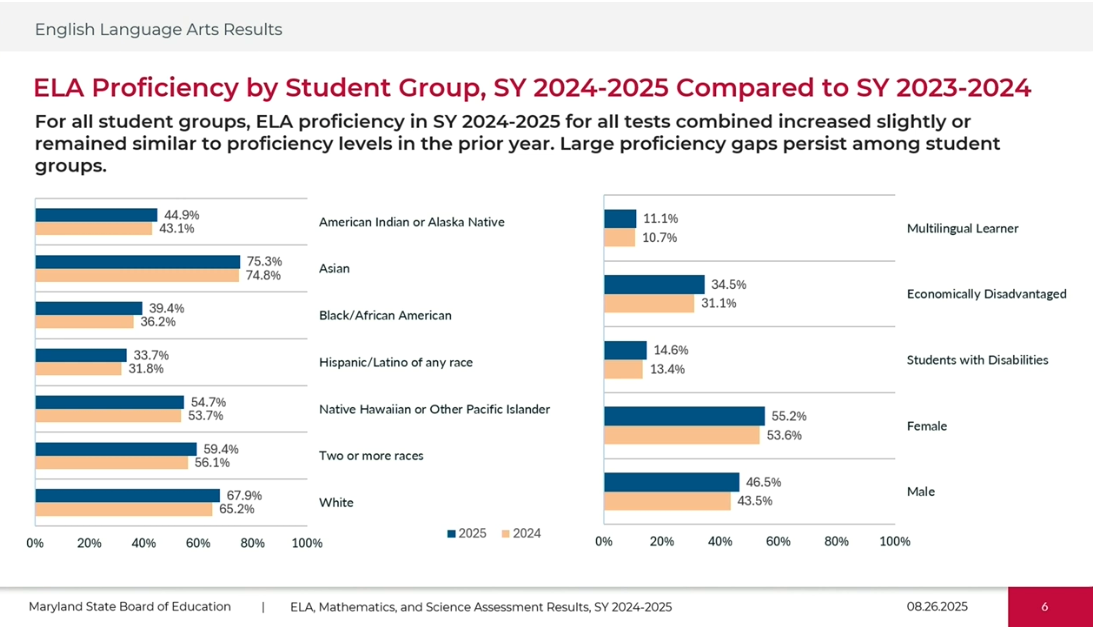 English Language Arts Results
ELA Proficiency by Student Group, SY 2024-2025 Compared to SY 2023-2024
For all student groups, ELA proficiency in SY 2024-2025 for all tests combined increased slightly or
remained similar to proficiency levels in the prior year. Large proficiency gaps persist among student
groups.
44.9%
43.1%
American Indian or Alaska Native
75.3%
74.8%
Asian
39.4%
36.2%
Black/African American
33.7%
31.8%
Hispanic/Latino of any race
54.7%
53.7%
Native Hawaiian or Other Pacific Islander
59.4%
56.1%
Two or more races
67.9%
65.2%
White
0% 20% 40% 60% 80% 100%
2025 2024
11.1%
10.7%
Multilingual Learner
34.5%
31.1%
Economically Disadvantaged
14.6%
13.4%
Students with Disabilities
55.2%
53.6%
Female
46.5%
43.5%
Male
0% 20% 40% 60% 80% 100%
Maryland State Board of Education | ELA, Mathematics, and Science Assessment Results, SY 2024-2025 08.26.2025 6